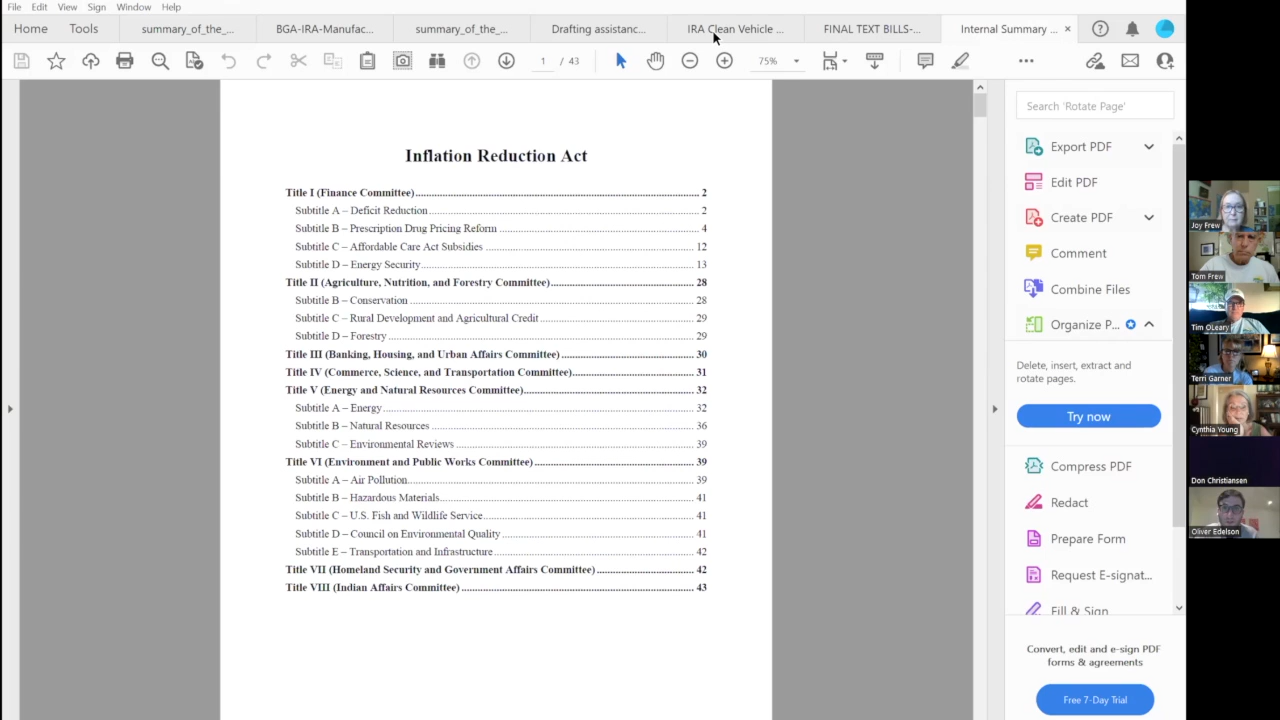 File Edit View Sign Window Help
Home Tools summary_of_the_... BGA-IRA-Manufac... summary_of_the_... Drafting assistanc... IRA Clean Vehicle ... FINAL TEXT BILLS-... Internal Summary ... ×
1 / 43 75%
Inflation Reduction Act
Title I (Finance Committee) 2
Subtitle A – Deficit Reduction 2
Subtitle B – Prescription Drug Pricing Reform 4
Subtitle C – Affordable Care Act Subsidies 12
Subtitle D – Energy Security 13
Title II (Agriculture, Nutrition, and Forestry Committee) 28
Subtitle B – Conservation 28
Subtitle C – Rural Development and Agricultural Credit 29
Subtitle D – Forestry 29
Title III (Banking, Housing, and Urban Affairs Committee) 30
Title IV (Commerce, Science, and Transportation Committee) 31
Title V (Energy and Natural Resources Committee) 32
Subtitle A – Energy 32
Subtitle B – Natural Resources 36
Subtitle C – Environmental Reviews 39
Title VI (Environment and Public Works Committee) 39
Subtitle A – Air Pollution 39
Subtitle B – Hazardous Materials 41
Subtitle C – U.S. Fish and Wildlife Service 41
Subtitle D – Council on Environmental Quality 41
Subtitle E – Transportation and Infrastructure 42
Title VII (Homeland Security and Government Affairs Committee) 42
Title VIII (Indian Affairs Committee) 43
Search 'Rotate Page'
Export PDF
Edit PDF
Create PDF
Comment
Combine Files
Organize P...
Delete, insert, extract and
rotate pages.
Try now
Compress PDF
Redact
Prepare Form
Request E-signat...
Fill & Sign
Convert, edit and e-sign PDF
forms & agreements
Free 7-Day Trial
Joy Frew
Tom Frew
Tim OLeary
Terri Garner
Cynthia Young
Don Christiansen
Oliver Edelson